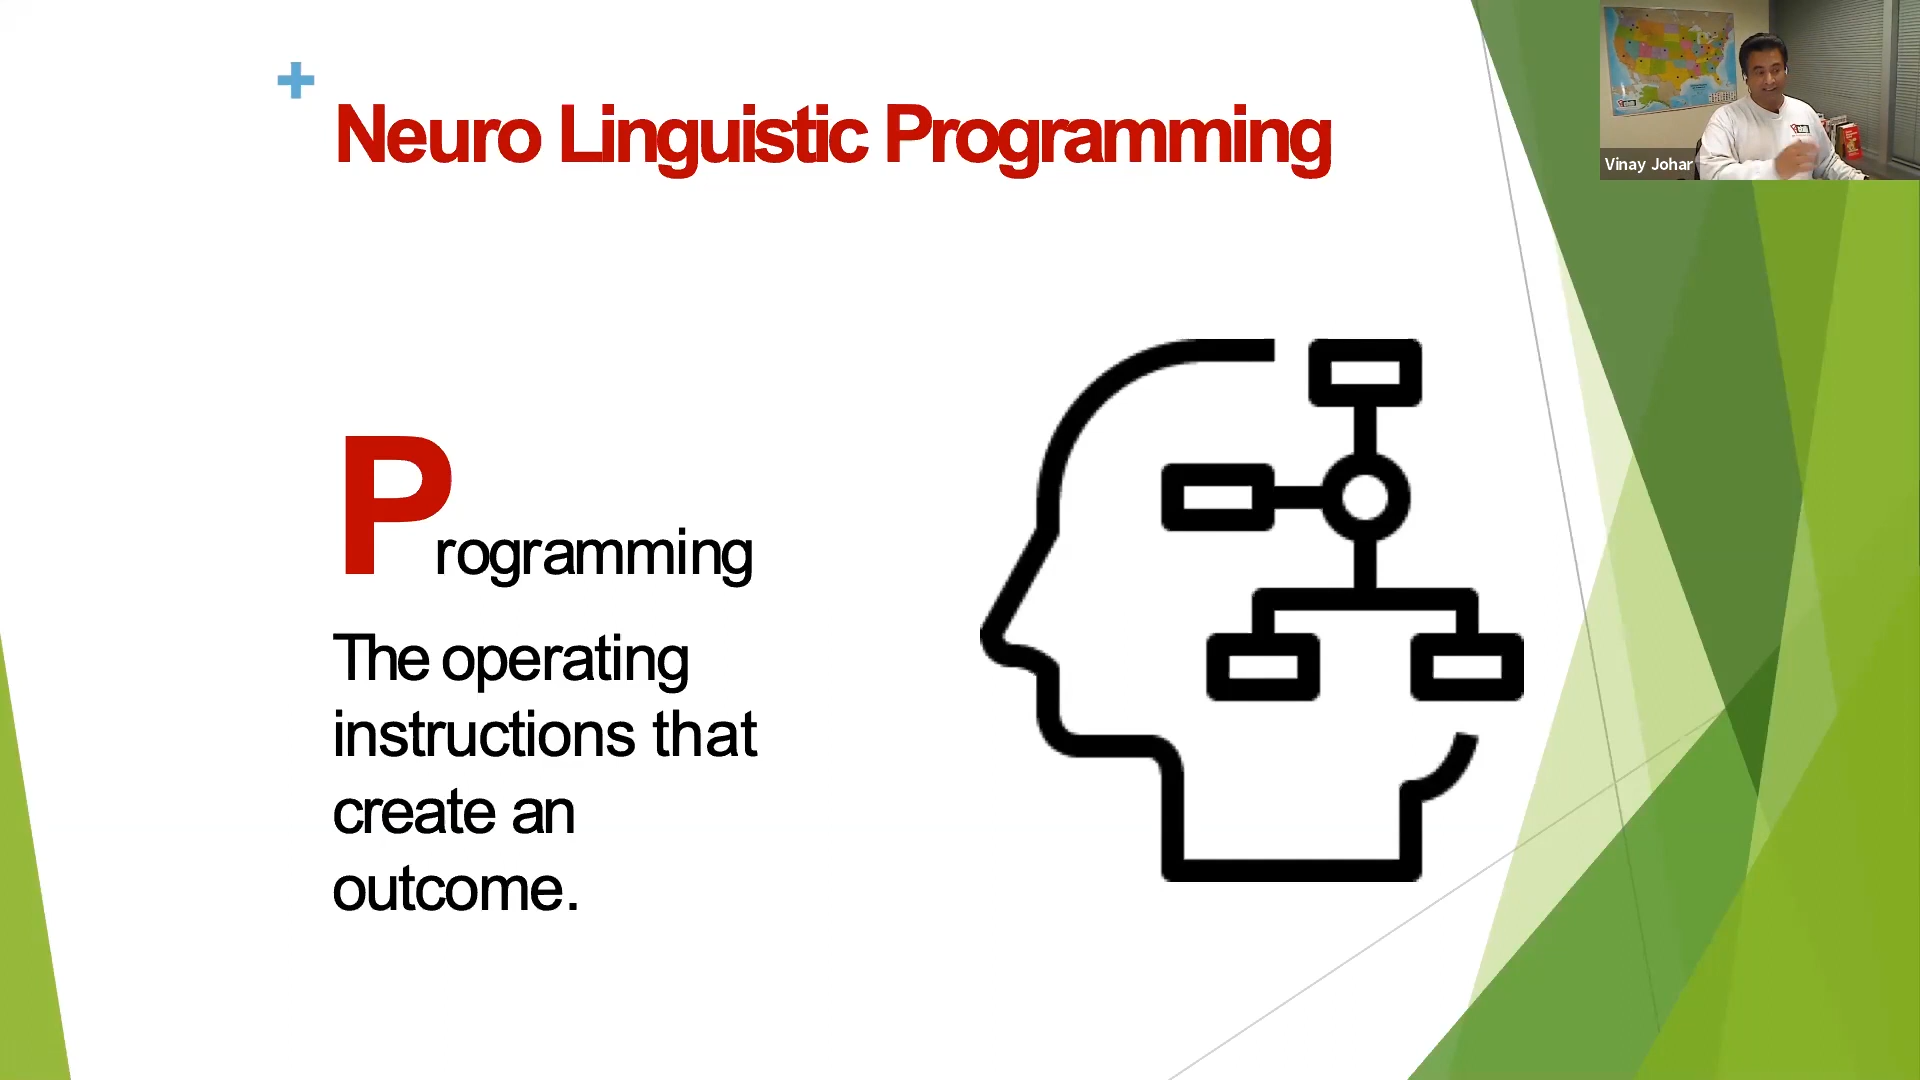 Neuro Linguistic Programming
Programming
The operating
instructions that
create an
outcome.
Vinay Johar